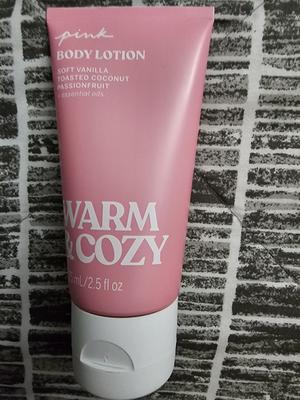 pink
BODY LOTION
SOFT VANILLA
TOASTED COCONUT
PASSIONFRUIT
+ essential oils
WARM
& COZY
mL/2.5 fl oz